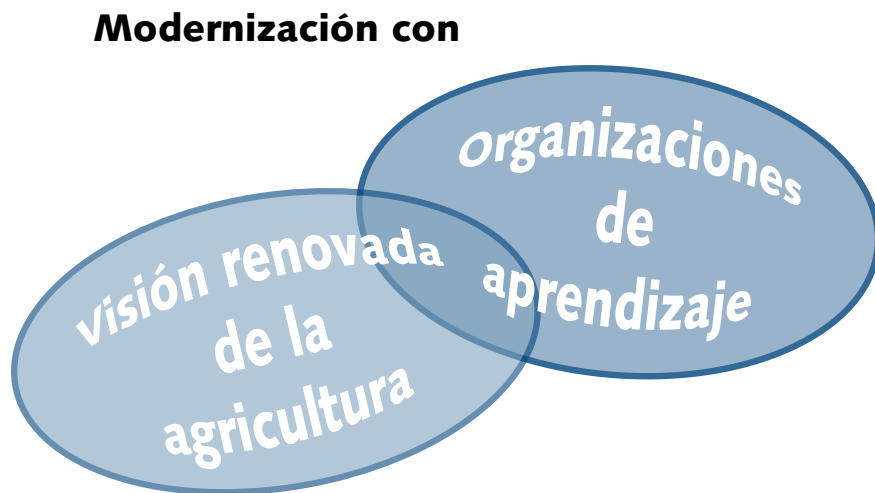 Modernización con
Organizaciones
de
aprendizaje
Visión renovada
de la
agricultura